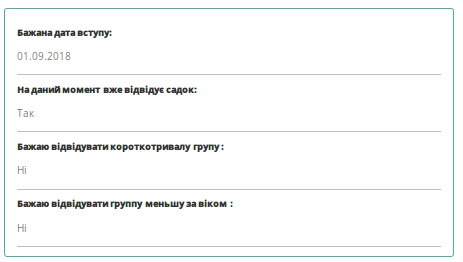 Бажана дата вступу:
01.09.2018
На даний момент вже відвідує садок:
Так
Бажаю відвідувати короткотривалу групу :
Ні
Бажаю відвідувати группу меньшу за віком :
Ні